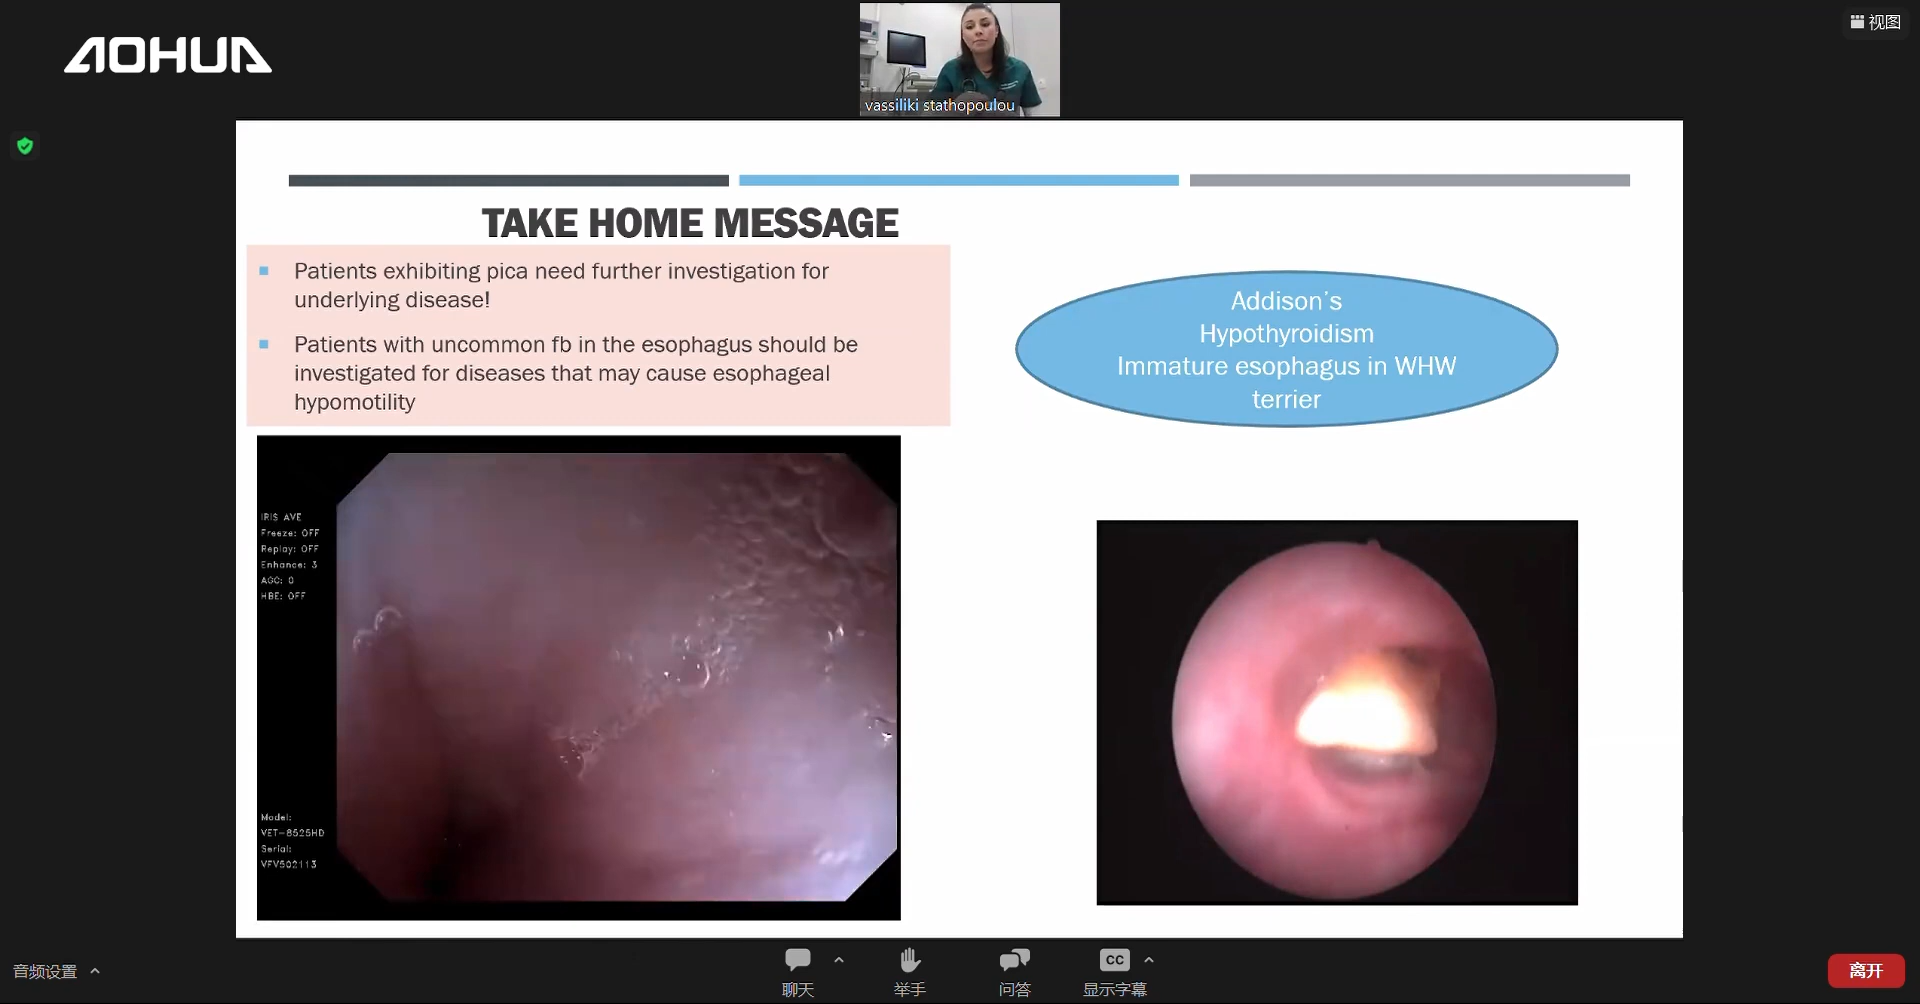 AOHUA
视图
vassiliki stathopoulou
TAKE HOME MESSAGE
Patients exhibiting pica need further investigation for
underlying disease!
Patients with uncommon fb in the esophagus should be
investigated for diseases that may cause esophageal
hypomotility
Addison's
Hypothyroidism
Immature esophagus in WHW
terrier
IRIS AVE
Freeze: OFF
Replay: OFF
Enhance: 3
AGC: 0
HBE: OFF
Model:
VET-8525HD
Serial:
VFV502113
音频设置
聊天
举手
问答
CC
显示字幕
离开